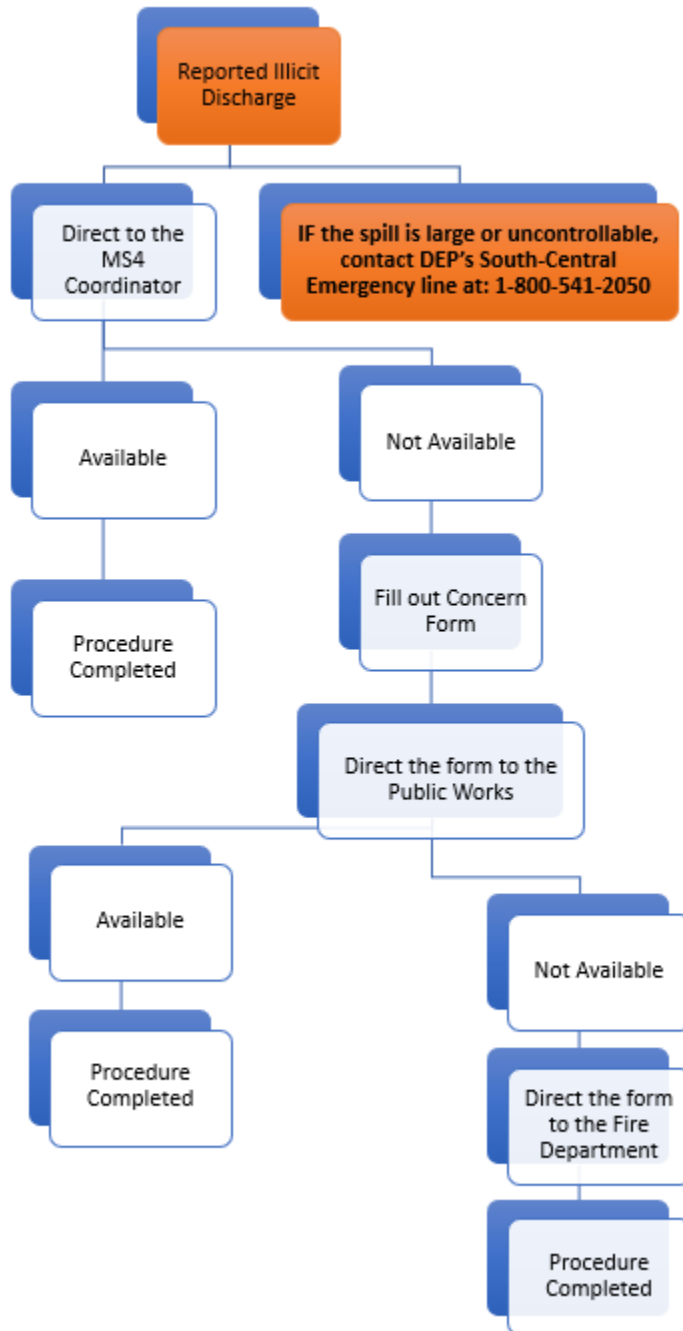 Reported Illicit
Discharge
Direct to the
MS4
Coordinator
IF the spill is large or uncontrollable,
contact DEP's South-Central
Emergency line at: 1-800-541-2050
Available
Not Available
Procedure
Completed
Fill out Concern
Form
Direct the form to the
Public Works
Available
Not Available
Procedure
Completed
Direct the form
to the Fire
Department
Procedure
Completed